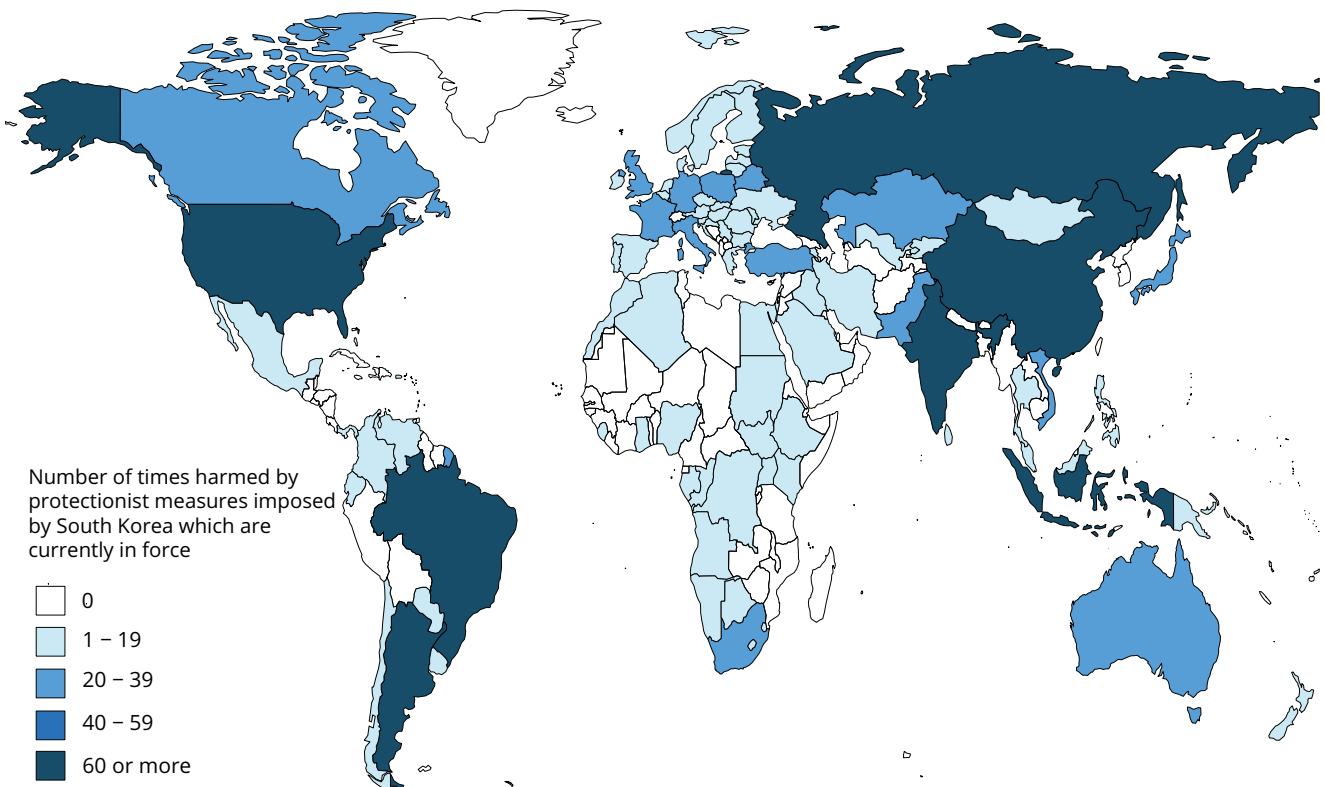 Number of times harmed by
protectionist measures imposed
by South Korea which are
currently in force
0
1 − 19
20 − 39
40 − 59
60 or more